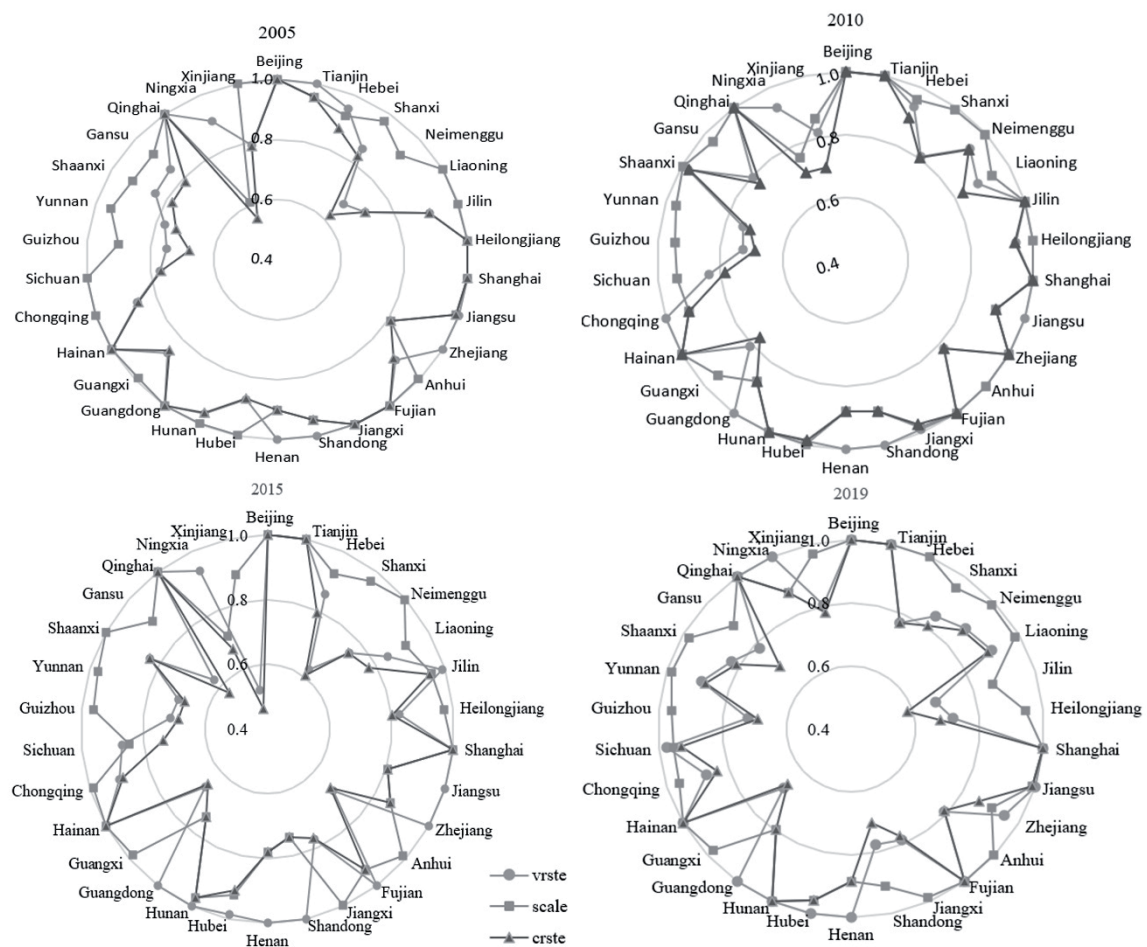 2005
Beijing
Tianjin
Hebei
Shanxi
Neimenggu
Liaoning
Jilin
Heilongjiang
Shanghai
Jiangsu
Zhejiang
Anhui
Fujian
Jiangxi
Shandong
Henan
Hubei
Hunan
Guangdong
Guangxi
Hainan
Chongqing
Sichuan
Guizhou
Yunnan
Shaanxi
Gansu
Qinghai
Ningxia
Xinjiang
1.0
0.8
0.6
0.4
2010
Beijing
Tianjin
Hebei
Shanxi
Neimenggu
Liaoning
Jilin
Heilongjiang
Shanghai
Jiangsu
Zhejiang
Anhui
Fujian
Jiangxi
Shandong
Henan
Hubei
Hunan
Guangdong
Guangxi
Hainan
Chongqing
Sichuan
Guizhou
Yunnan
Shaanxi
Gansu
Qinghai
Ningxia
Xinjiang
1.0
0.8
0.6
0.4
2015
Beijing
Tianjin
Hebei
Shanxi
Neimenggu
Liaoning
Jilin
Heilongjiang
Shanghai
Jiangsu
Zhejiang
Anhui
Fujian
Jiangxi
Shandong
Henan
Hubei
Hunan
Guangdong
Guangxi
Hainan
Chongqing
Sichuan
Guizhou
Yunnan
Shaanxi
Gansu
Qinghai
Ningxia
Xinjiang
1.0
0.8
0.6
0.4
2019
Beijing
Tianjin
Hebei
Shanxi
Neimenggu
Liaoning
Jilin
Heilongjiang
Shanghai
Jiangsu
Zhejiang
Anhui
Fujian
Jiangxi
Shandong
Henan
Hubei
Hunan
Guangdong
Guangxi
Hainan
Chongqing
Sichuan
Guizhou
Yunnan
Shaanxi
Gansu
Qinghai
Ningxia
Xinjiang
1.0
0.8
0.6
0.4
vrste
scale
crste